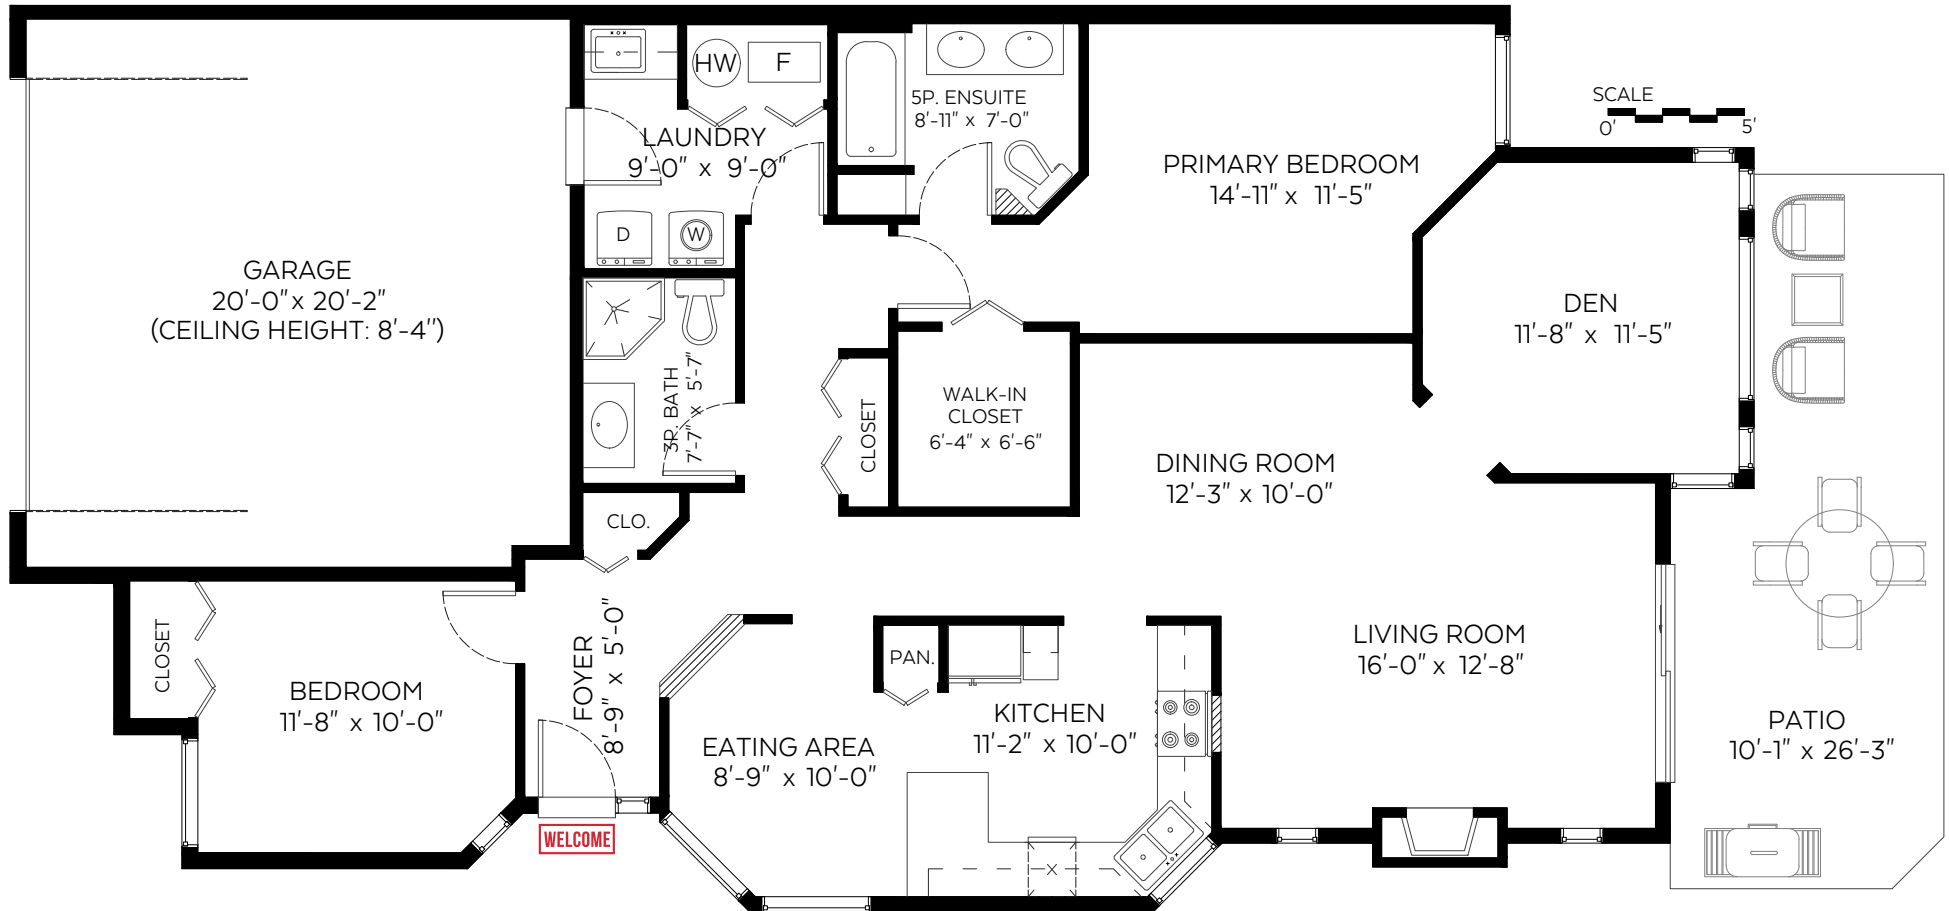 HW
F
5P. ENSUITE
8'-11" x 7'-0"
SCALE
0'
5'
LAUNDRY
9'-0" x 9'-0"
PRIMARY BEDROOM
14'-11" x 11'-5"
D
W
GARAGE
20'-0" x 20'-2"
(CEILING HEIGHT: 8'-4")
DEN
11'-8" x 11'-5"
3P. BATH
7'-7" x 5'-7"
CLOSET
WALK-IN
CLOSET
6'-4" x 6'-6"
DINING ROOM
12'-3" x 10'-0"
CLO.
CLOSET
BEDROOM
11'-8" x 10'-0"
FOYER
8'-9" x 5'-0"
PAN.
LIVING ROOM
16'-0" x 12'-8"
EATING AREA
8'-9" x 10'-0"
KITCHEN
11'-2" x 10'-0"
PATIO
10'-1" x 26'-3"
WELCOME
X